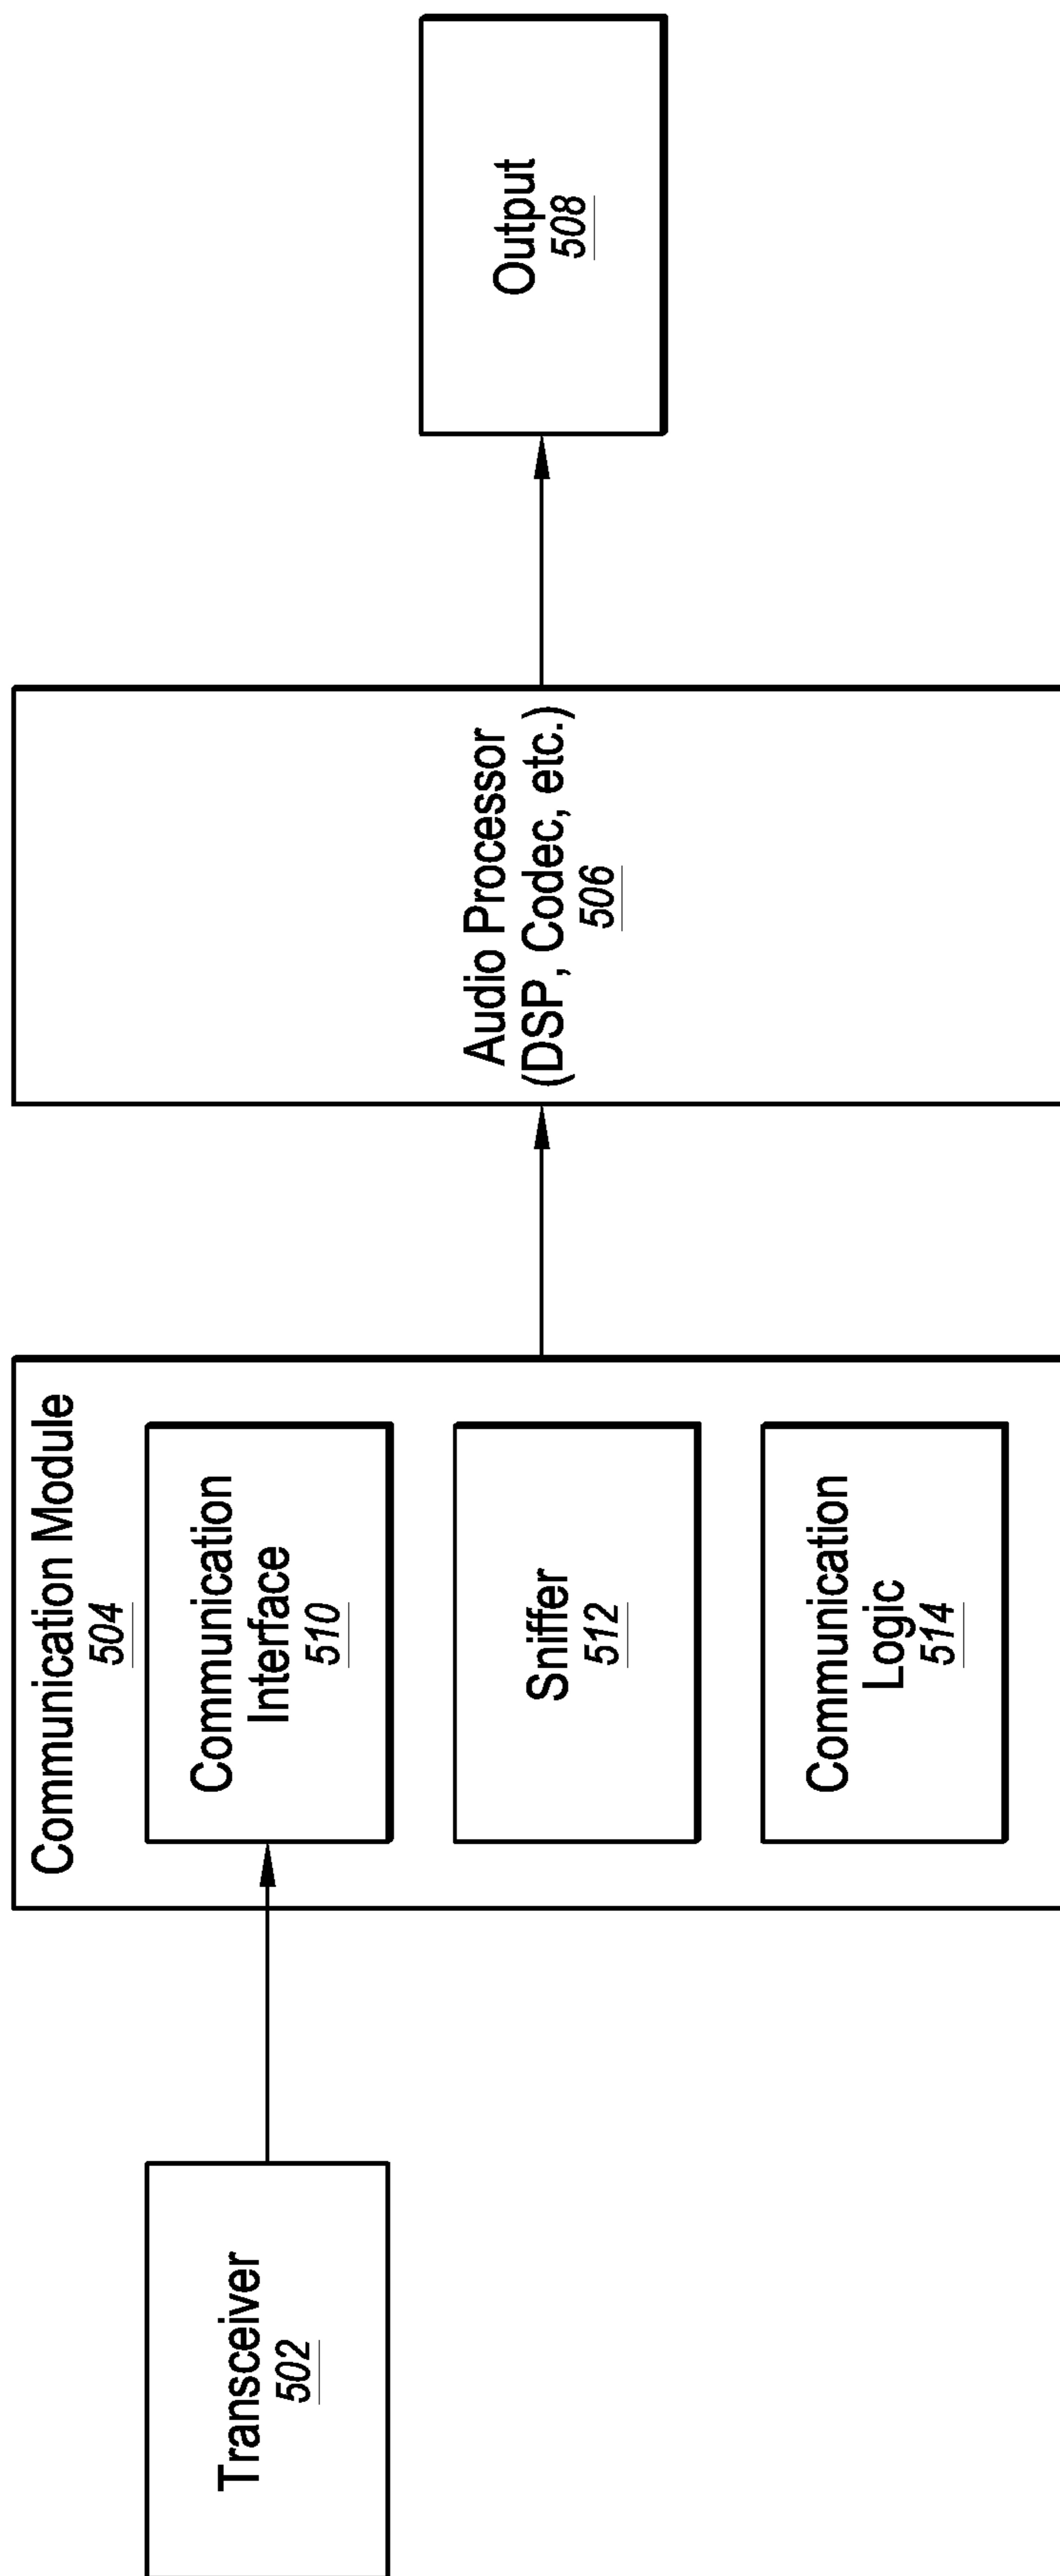 Transceiver
502
Communication Module
504
Communication
Interface
510
Sniffer
512
Communication
Logic
514
Audio Processor
(DSP, Codec, etc.)
506
Output
508